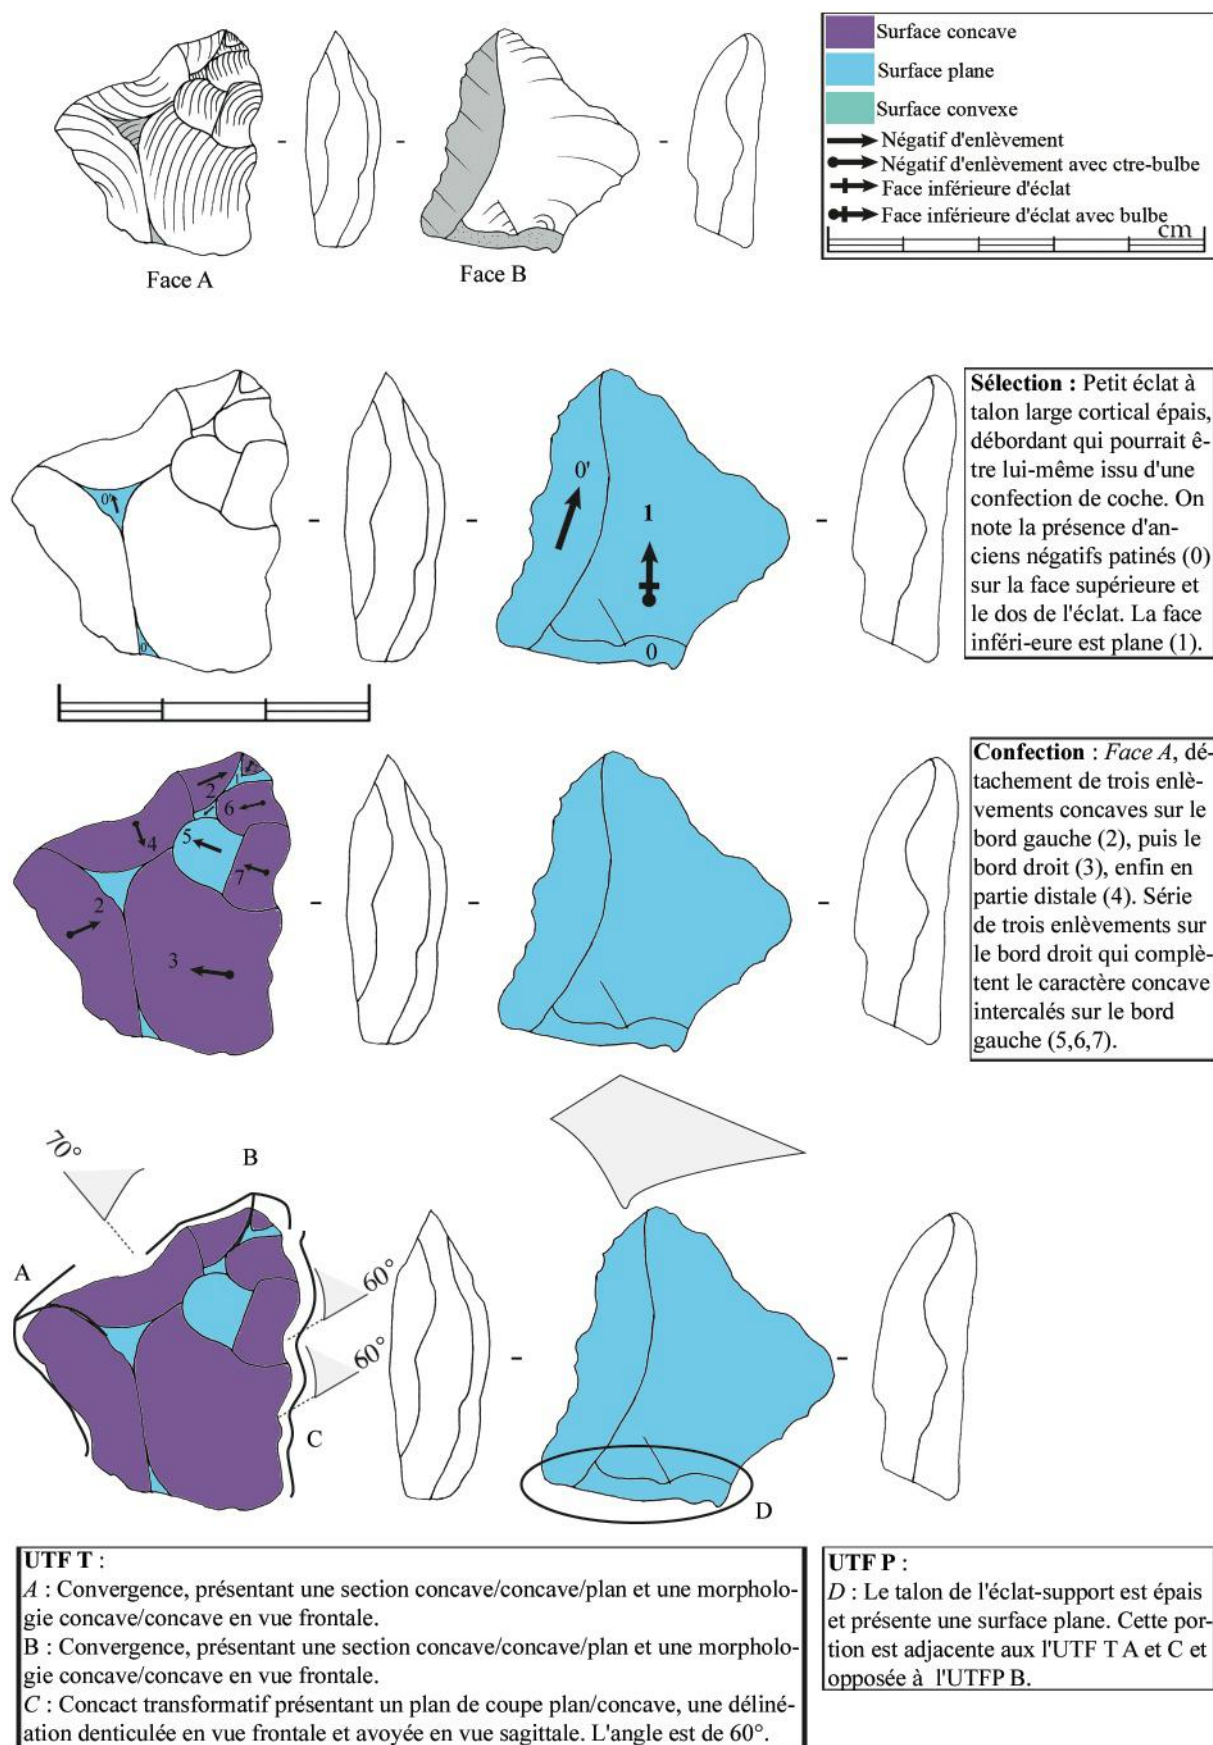 Surface concave
Surface plane
Surface convexe
Négatif d'enlèvement
Négatif d'enlèvement avec ctre-bulbe
Face inférieure d'éclat
Face inférieure d'éclat avec bulbe
cm
Face A
Face B
0'
0'
1
0'
0
Sélection : Petit éclat à
talon large cortical épais,
débordant qui pourrait ê-
tre lui-même issu d'une
confection de coche. On
note la présence d'an-
ciens négatifs patinés (0)
sur la face supérieure et
le dos de l'éclat. La face
inféri-eure est plane (1).
2
6
4
5
7
2
3
Confection : Face A, dé-
tachement de trois enlè-
vements concaves sur le
bord gauche (2), puis le
bord droit (3), enfin en
partie distale (4). Série
de trois enlèvements sur
le bord droit qui complè-
tent le caractère concave
intercalés sur le bord
gauche (5,6,7).
70°
B
A
60°
60°
C
D
UTF T :
A : Convergence, présentant une section concave/concave/plan et une morpholo-
gie concave/concave en vue frontale.
B : Convergence, présentant une section concave/concave/plan et une morpholo-
gie concave/concave en vue frontale.
C : Concact transformatif présentant un plan de coupe plan/concave, une déliné-
ation denticulée en vue frontale et avoyée en vue sagittale. L'angle est de 60°.
UTF P :
D : Le talon de l'éclat-support est épais
et présente une surface plane. Cette por-
tion est adjacente aux l'UTF T A et C et
opposée à l'UTFP B.